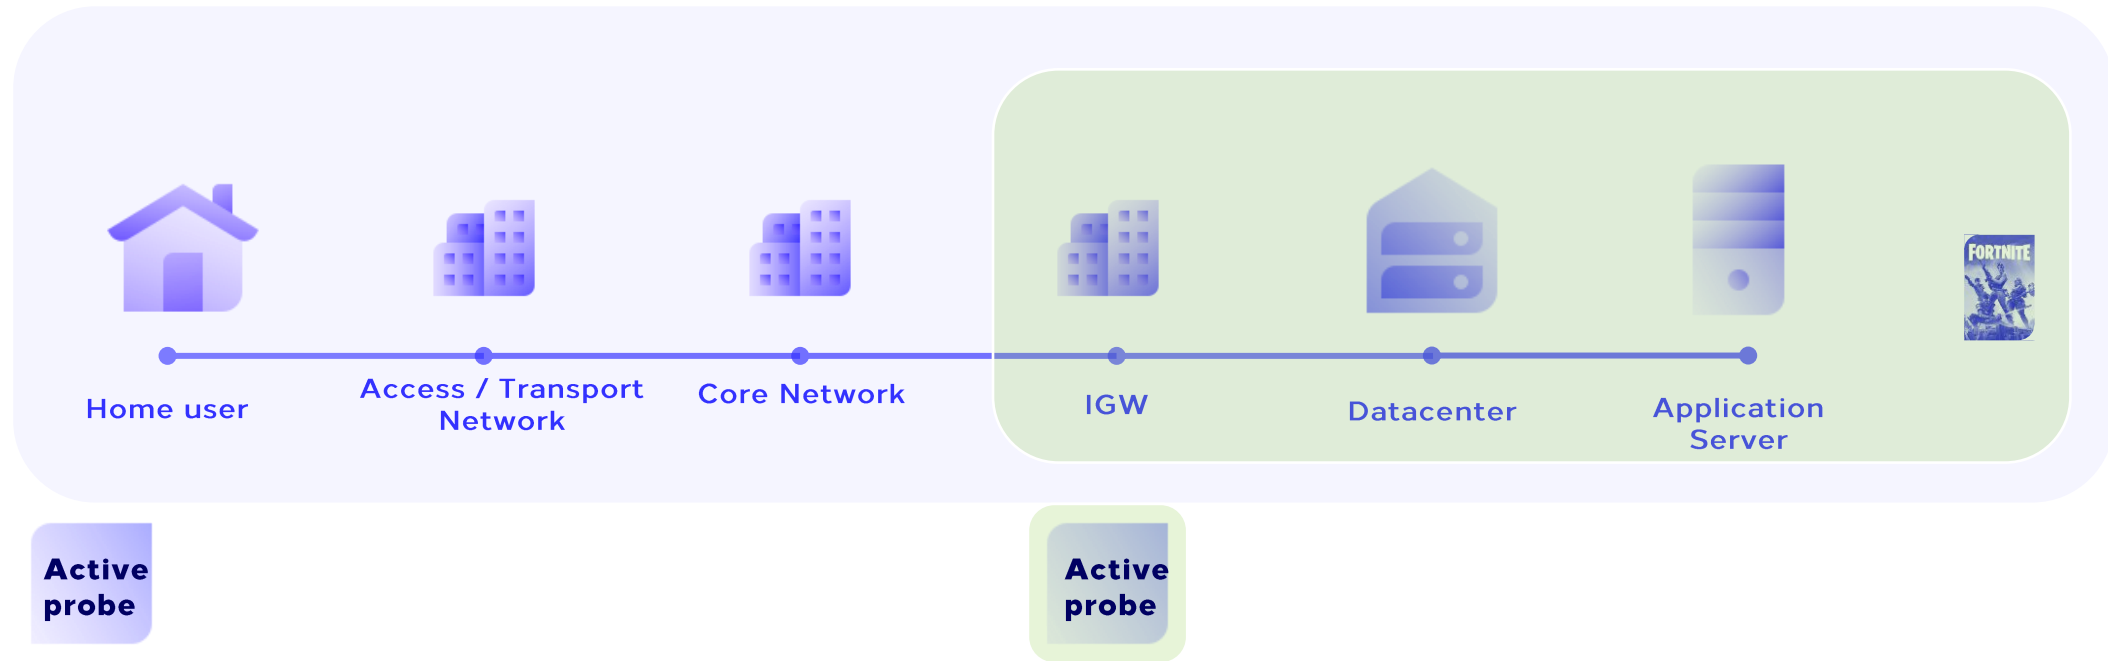 FORTNITE
Home user
Access / Transport
Network
Core Network
IGW
Datacenter
Application
Server
Active
probe
Active
probe